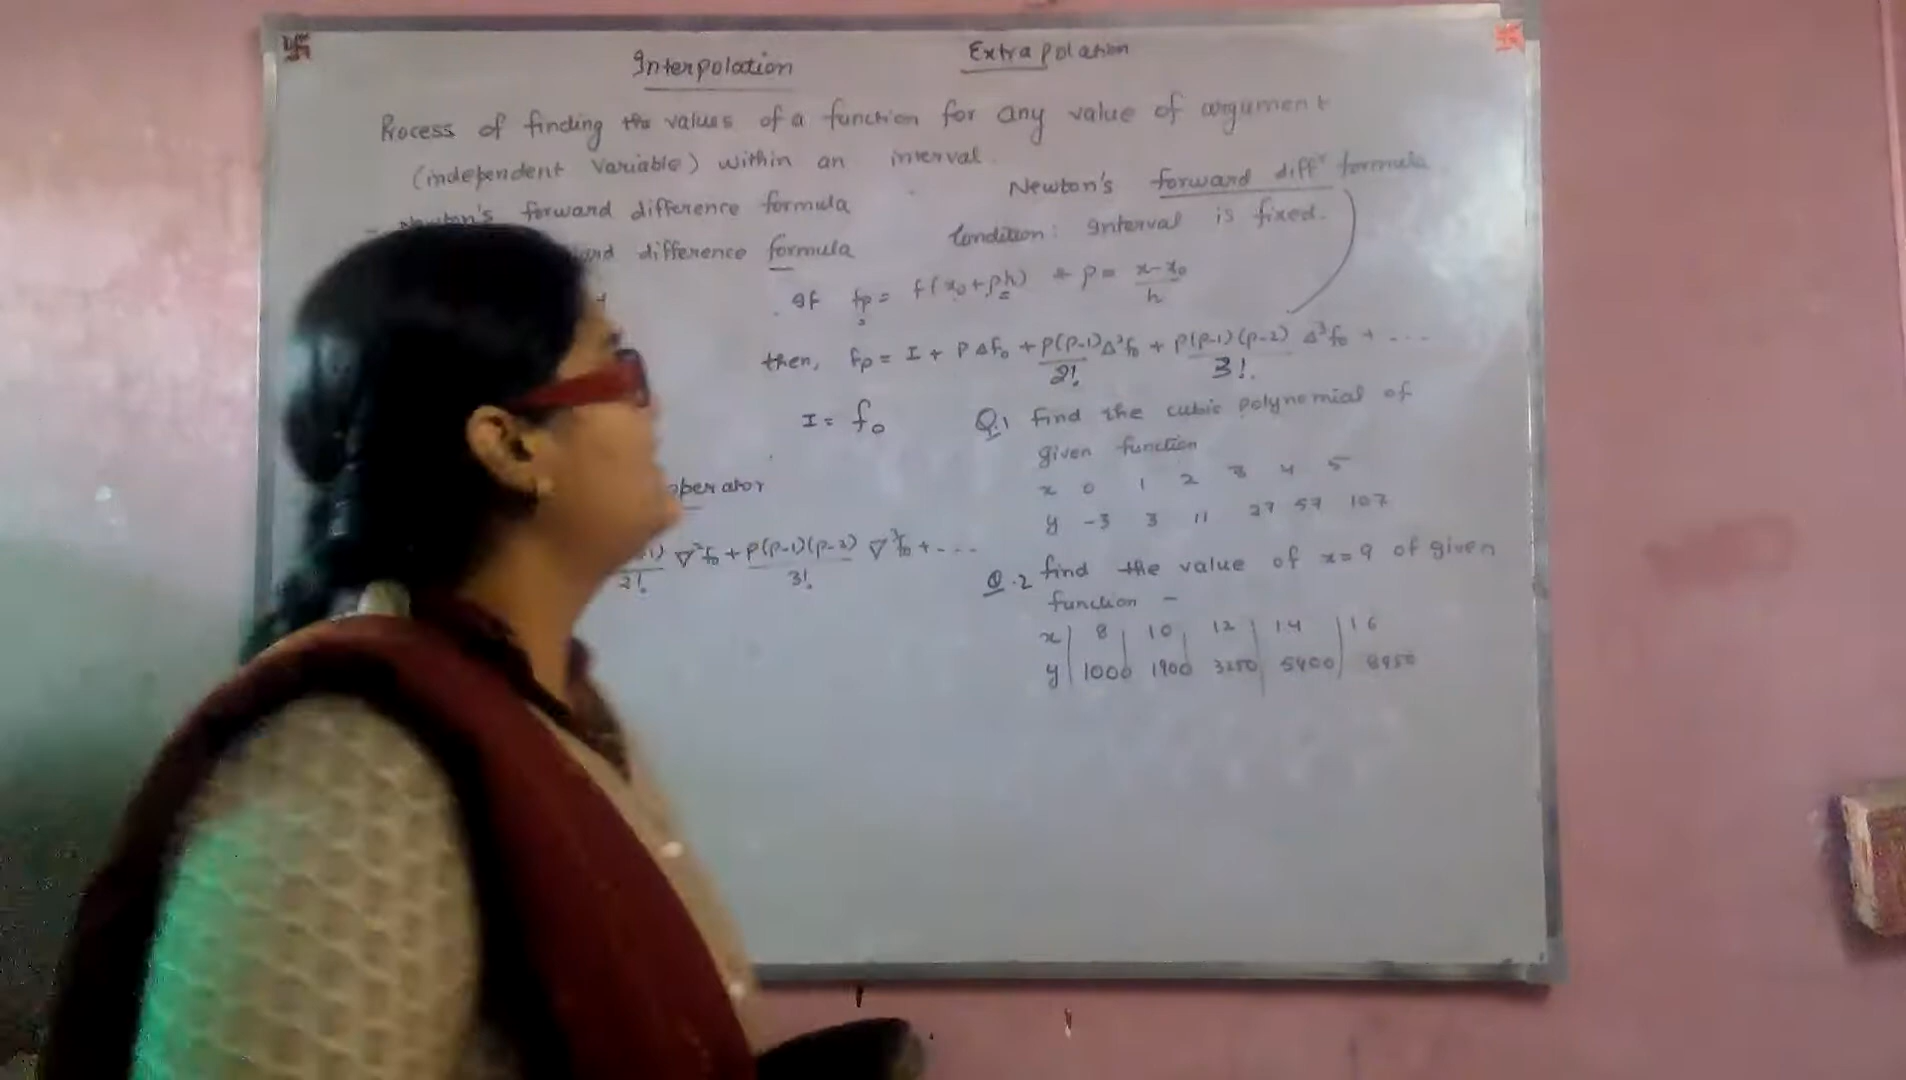 Interpolation
Extrapolation
Process of finding the values of a function for any value of argument
(independent variable) within an interval.
Newton's forward difference formula
difference formula
Newton's forward diffʳ formula
Condition: Interval is fixed.
If fp = f(x₀+ph) & p = (x-x₀)/h
then, fp = I + PΔf₀ + P(P-1)/2! Δ²f₀ + P(P-1)(P-2)/3! Δ³f₀ + ....
I = f₀
operator
2! ∇²f₀ + P(P-1)(P-2)/3! ∇³f₀ + ---
Q.1 find the cubic polynomial of
given function
x 0 1 2 3 4 5
y -3 3 11 27 57 107
Q.2 find the value of x=9 of given
function -
x 8 10 12 14 16
y 1000 1900 3250 5400 8950